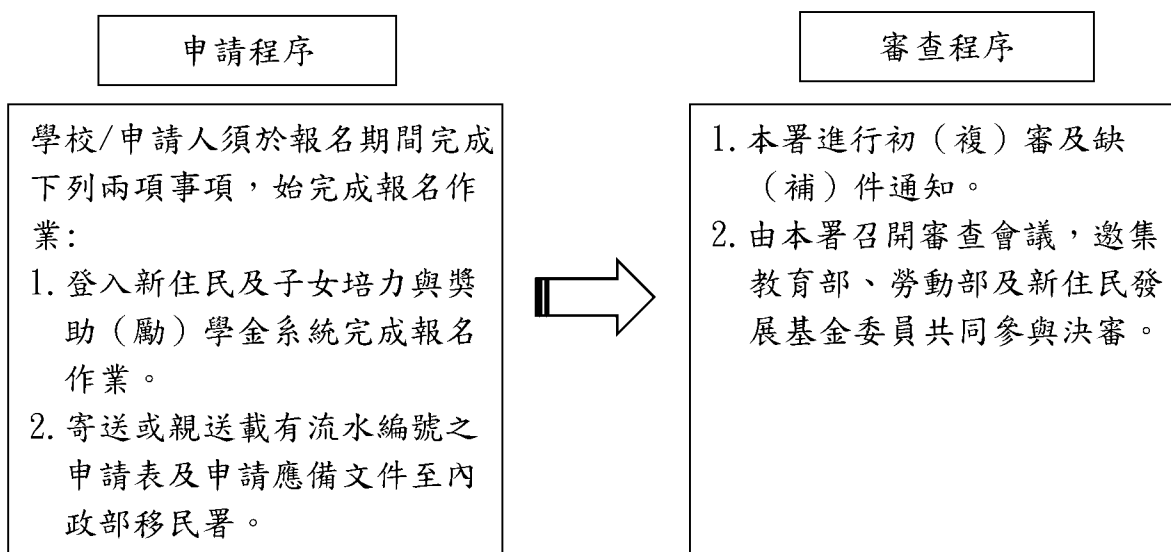 申請程序
學校/申請人須於報名期間完成
下列兩項事項，始完成報名作
業:
1. 登入新住民及子女培力與獎
助（勵）學金系統完成報名
作業。
2. 寄送或親送載有流水編號之
申請表及申請應備文件至內
政部移民署。
審查程序
1. 本署進行初（複）審及缺
（補）件通知。
2. 由本署召開審查會議，邀集
教育部、勞動部及新住民發
展基金委員共同參與決審。